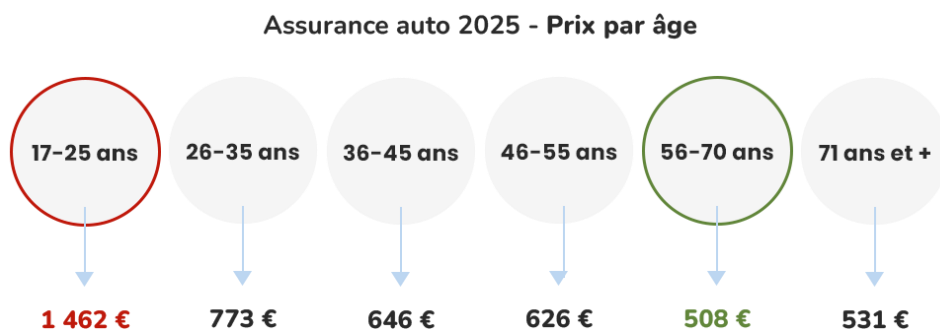 Assurance auto 2025 - Prix par âge
17-25 ans 26-35 ans 36-45 ans 46-55 ans 56-70 ans 71 ans et +
1 462 € 773 € 646 € 626 € 508 € 531 €